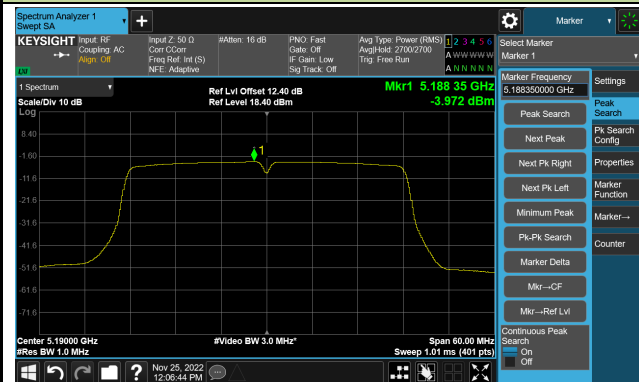 Spectrum Analyzer 1
Swept SA
Marker
KEYSIGHT
Input: RF
Coupling: AC
Align: Off
Input Z: 50 Ω
Corr CCorr
Freq Ref: Int (S)
NFE: Adaptive
#Atten: 16 dB
PNO: Fast
Gate: Off
IF Gain: Low
Sig Track: Off
Avg Type: Power (RMS)
Avg|Hold: 2700/2700
Trig: Free Run
1 2 3 4 5 6
A W W W W W
A N N N N N
Select Marker
Marker 1
1 Spectrum
Scale/Div 10 dB
Log
Ref Lvl Offset 12.40 dB
Ref Level 18.40 dBm
Mkr1 5.188 35 GHz
-3.972 dBm
8.40
-1.60
-11.6
-21.6
-31.6
-41.6
-51.6
-61.6
-71.6
1
Center 5.19000 GHz
#Res BW 1.0 MHz
#Video BW 3.0 MHz*
Span 60.00 MHz
Sweep 1.01 ms (401 pts)
Marker Frequency
5.188350000 GHz
Peak Search
Next Peak
Next Pk Right
Next Pk Left
Minimum Peak
Pk-Pk Search
Marker Delta
Mkr→CF
Mkr→Ref Lvl
Continuous Peak
Search
On
Off
Settings
Peak
Search
Pk Search
Config
Properties
Marker
Function
Marker→
Counter
?
Nov 25, 2022
12:06:44 PM